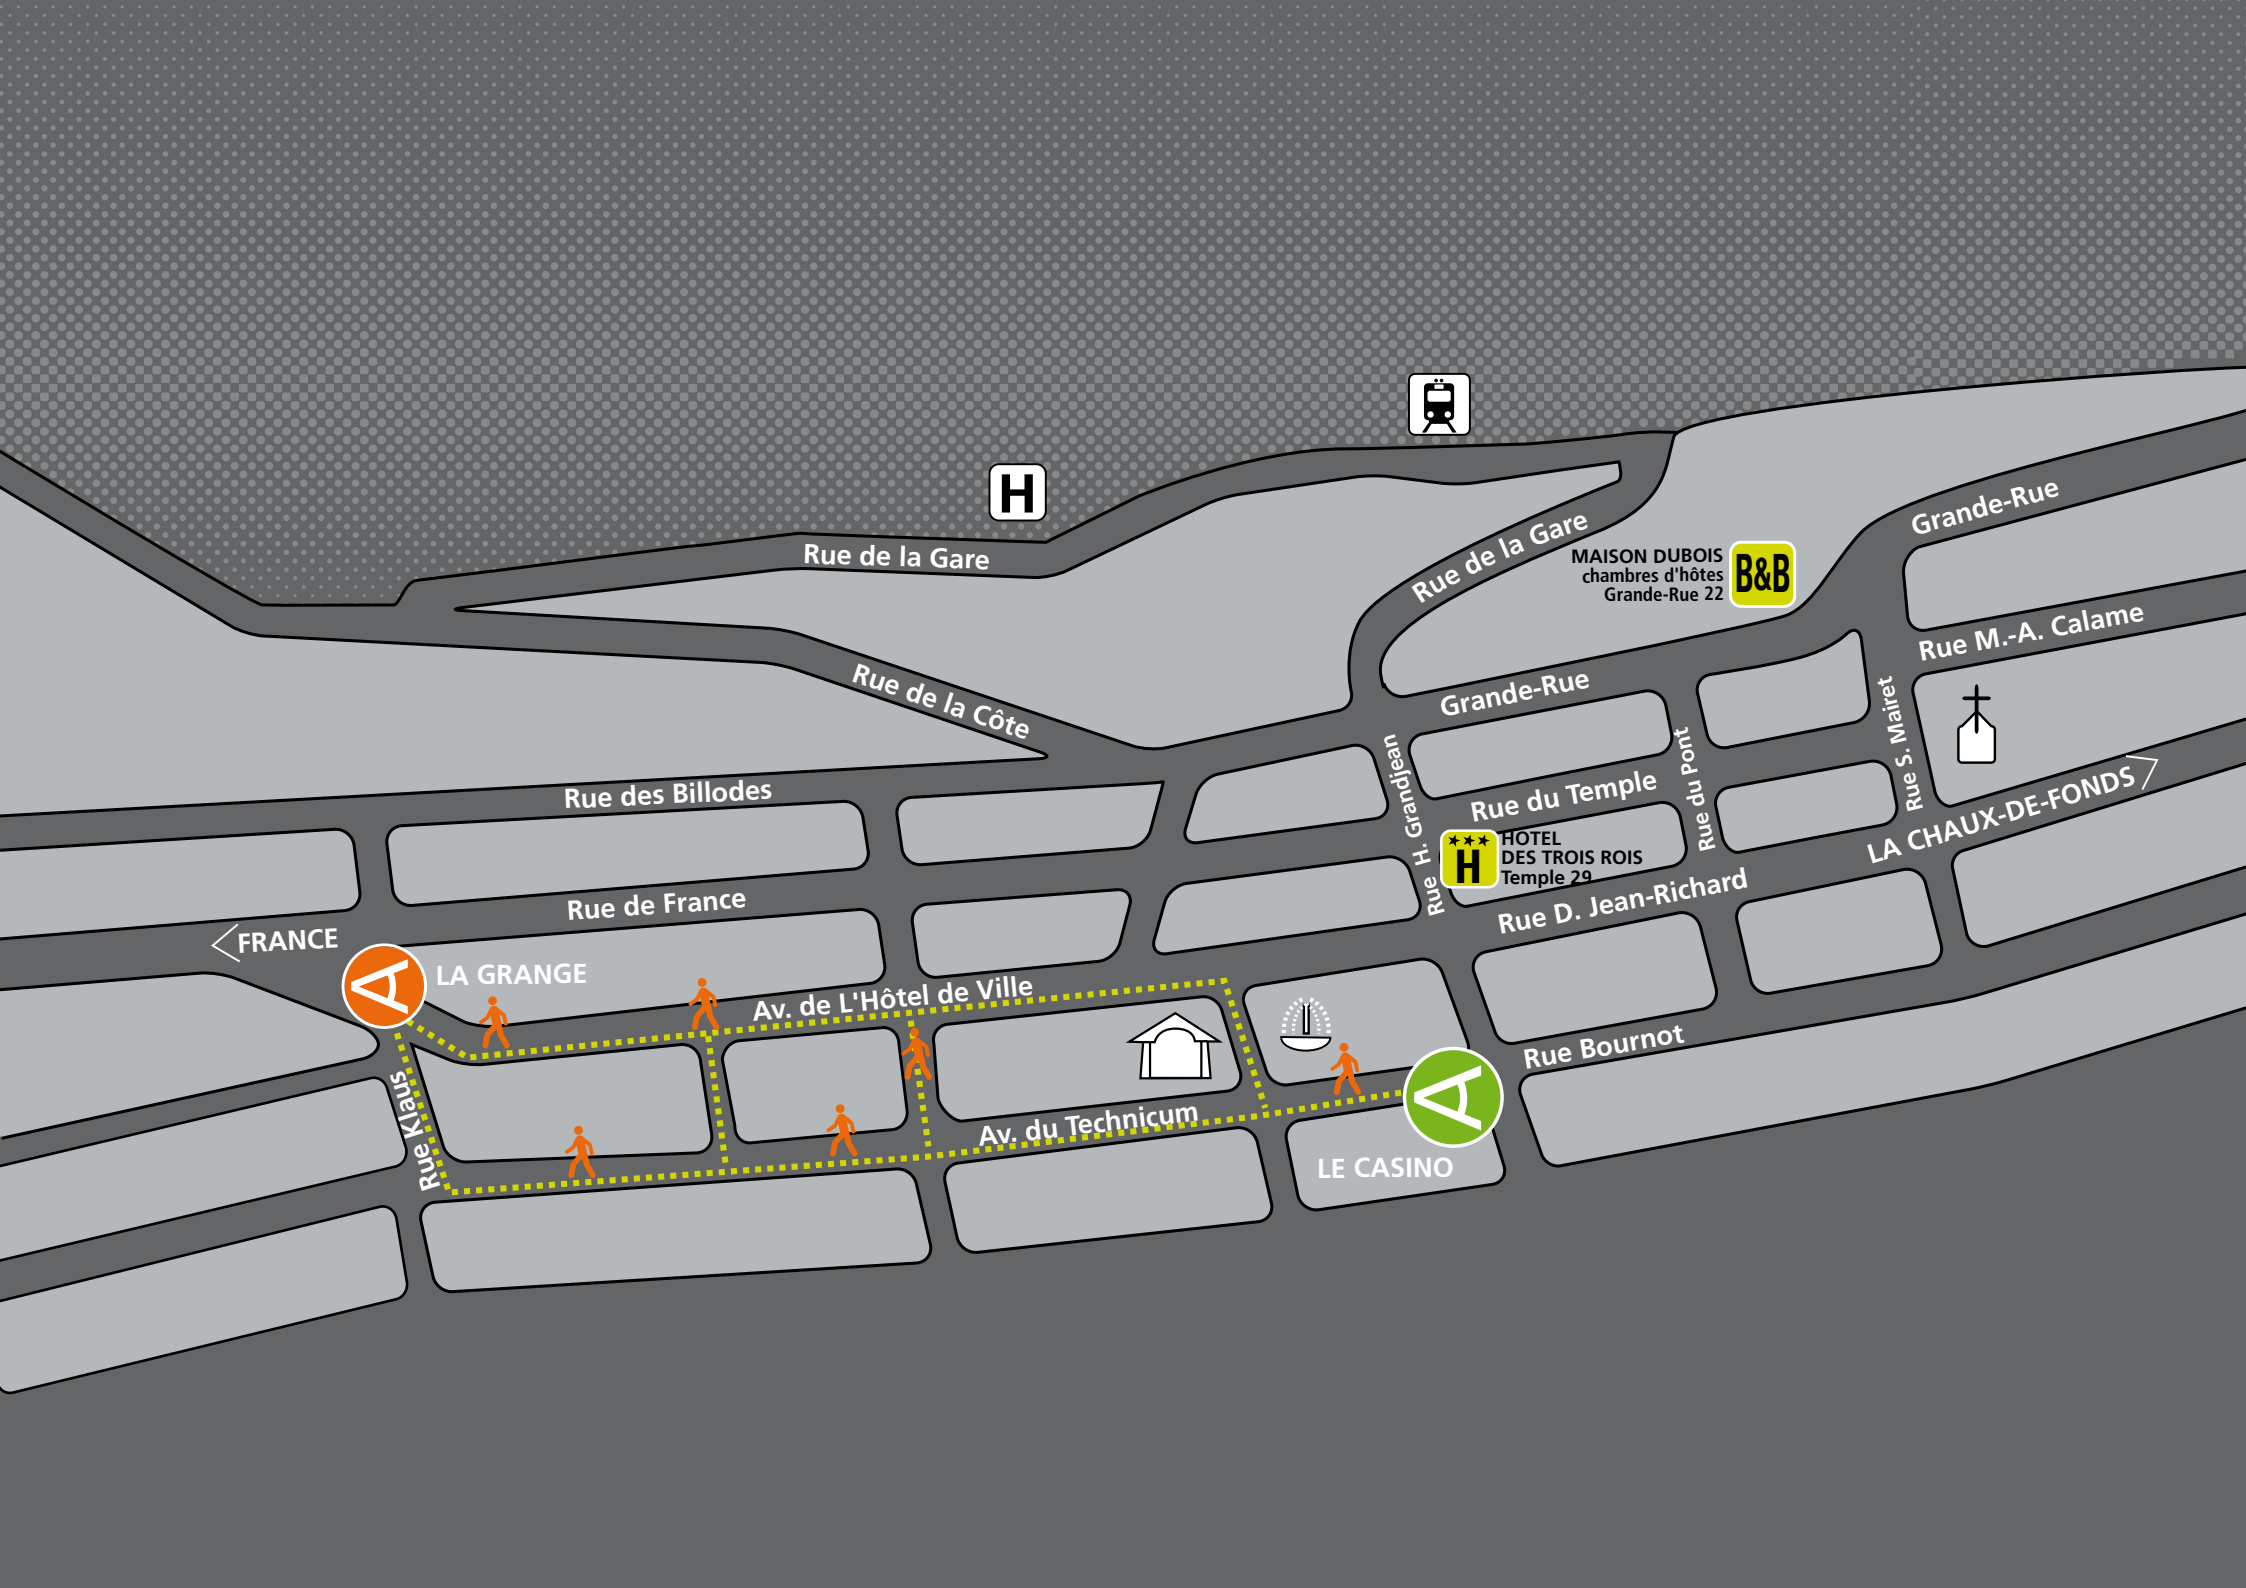 H
Rue de la Gare
Rue de la Gare
Grande-Rue
MAISON DUBOIS
chambres d'hôtes
Grande-Rue 22
B&B
Rue M.-A. Calame
Rue de la Côte
Grande-Rue
Rue S. Mairet
Rue H. Grandjean
Rue du Pont
Rue des Billodes
Rue du Temple
LA CHAUX-DE-FONDS
H
HOTEL
DES TROIS ROIS
Temple 29
Rue de France
Rue D. Jean-Richard
FRANCE
A
LA GRANGE
Av. de L'Hôtel de Ville
Rue Bournot
Rue Klaus
Av. du Technicum
A
LE CASINO